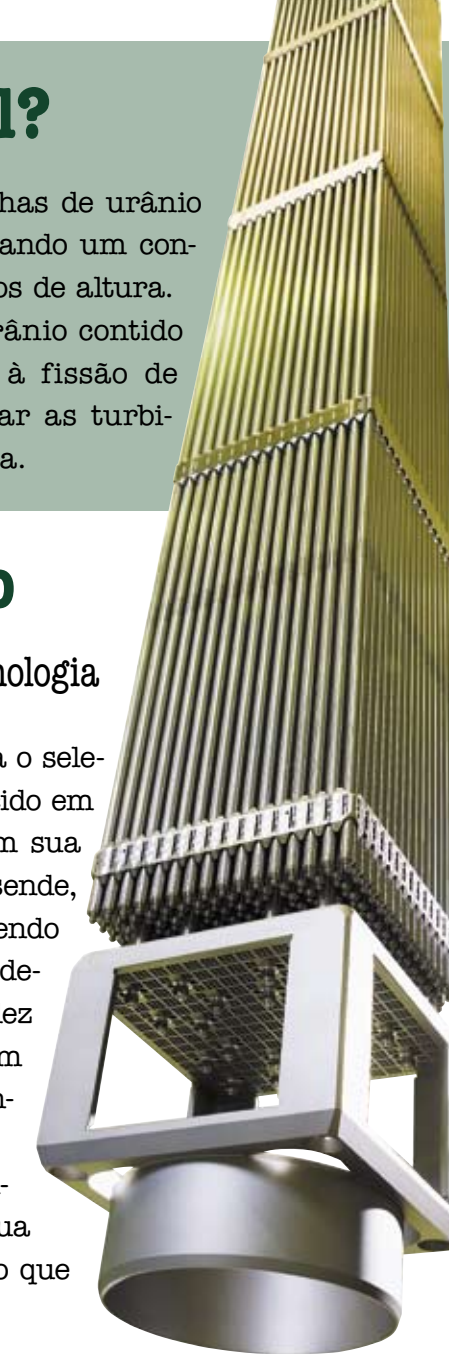 l?
has de urânio
ando um con-
os de altura.
rânio contido
à fissão de
ar as turbi-
a.
o
nologia
a o sele-
tido em
m sua
sende,
endo
de-
ez
m
n-
-
ua
o que